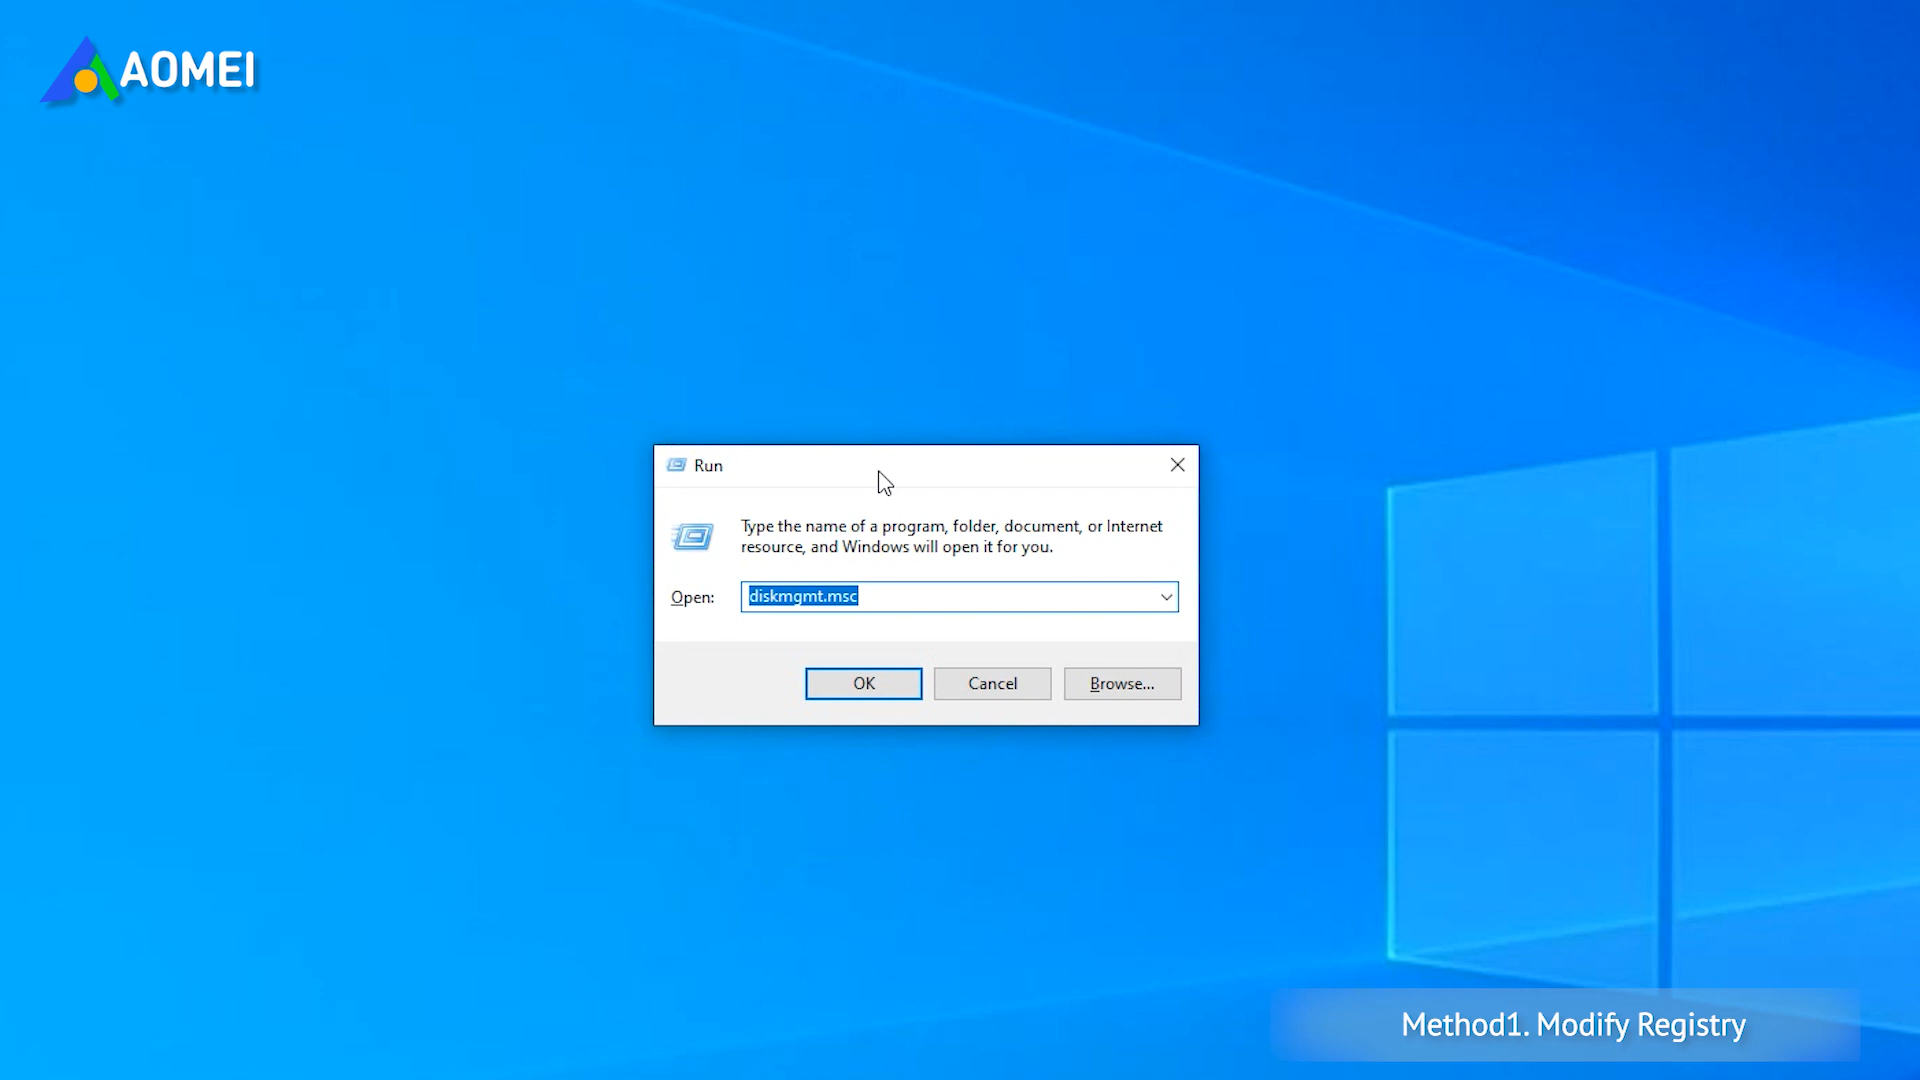 AOMEI
Run
Type the name of a program, folder, document, or Internet
resource, and Windows will open it for you.
Open: diskmgmt.msc
OK Cancel Browse...
Method1. Modify Registry